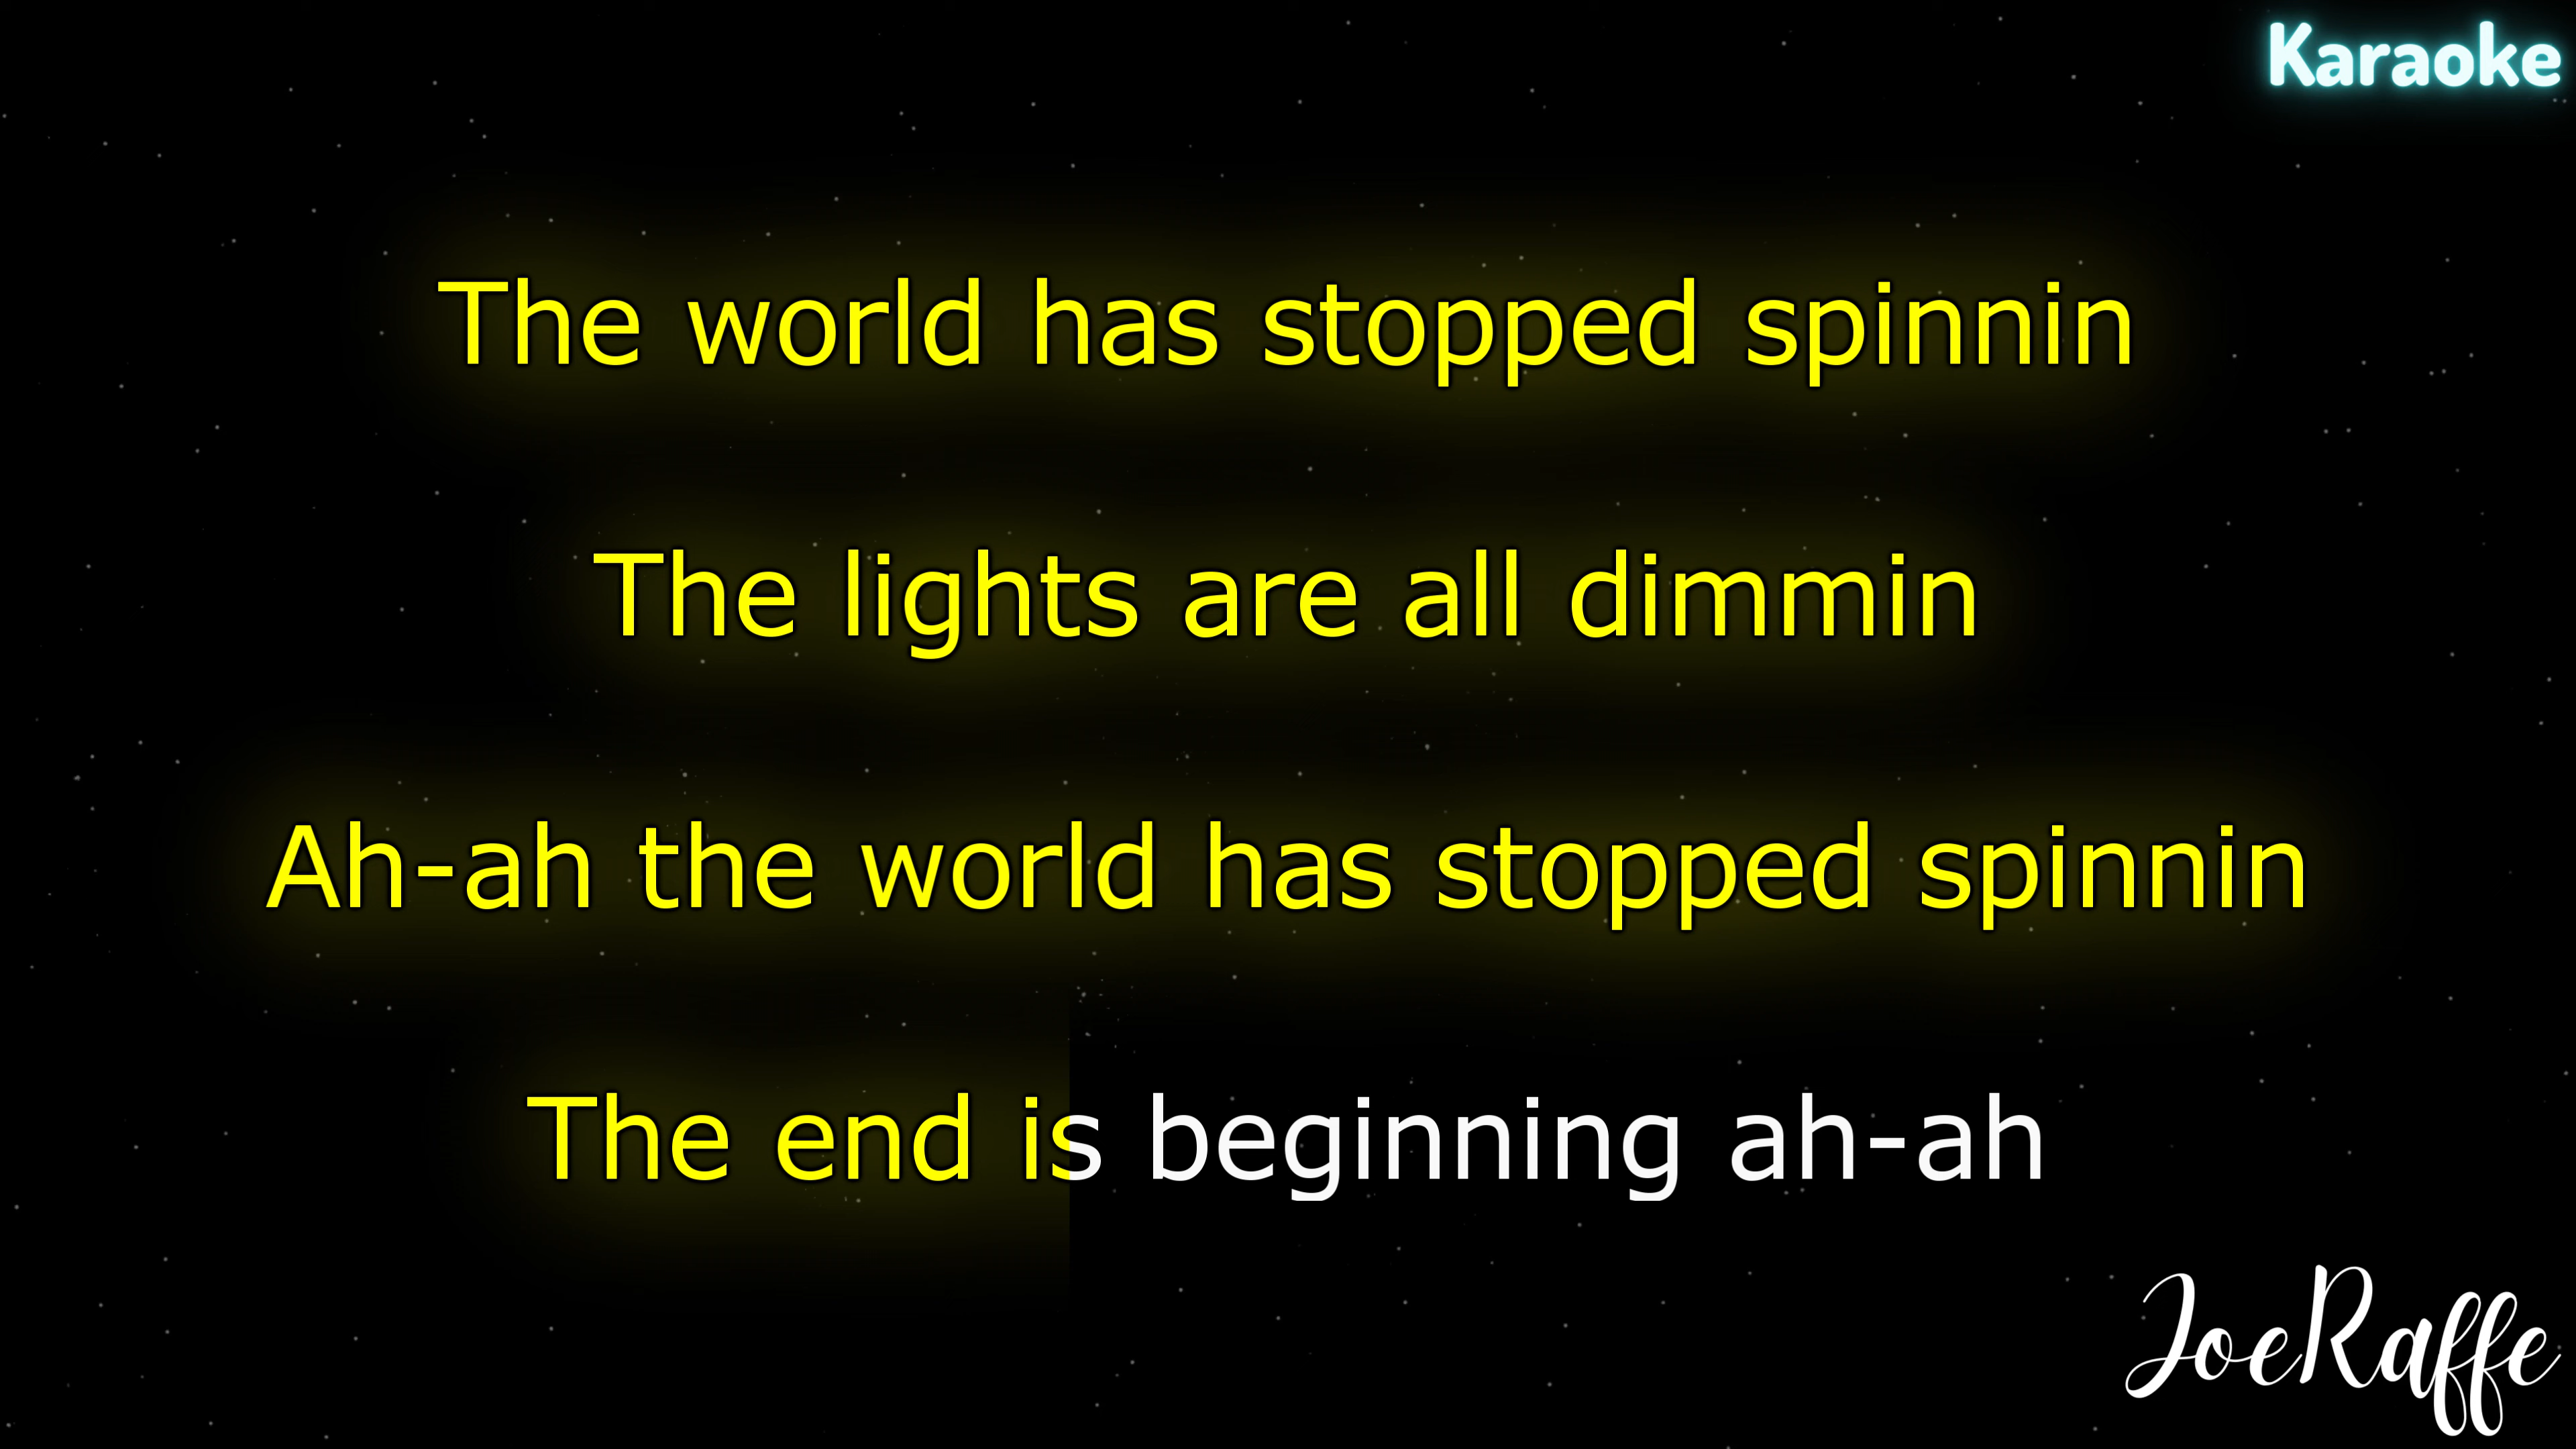 Karaoke
The world has stopped spinnin
The lights are all dimmin
Ah-ah the world has stopped spinnin
The end is beginning ah-ah
JoeRaffe